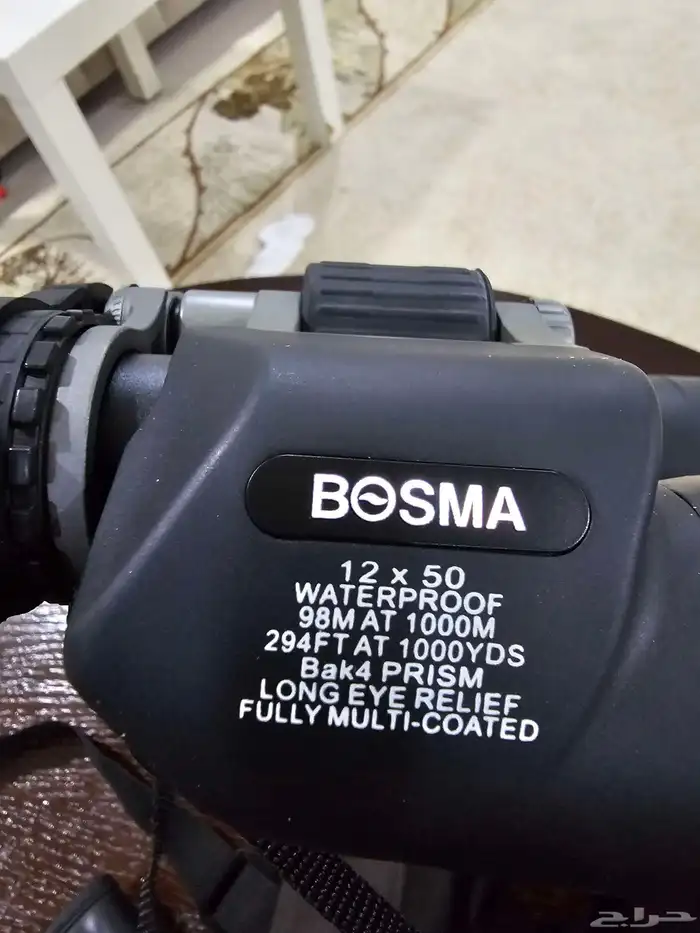 BOSMA
12 x 50
WATERPROOF
98M AT 1000M
294FT AT 1000YDS
Bak4 PRISM
LONG EYE RELIEF
FULLY MULTI-COATED
حراج